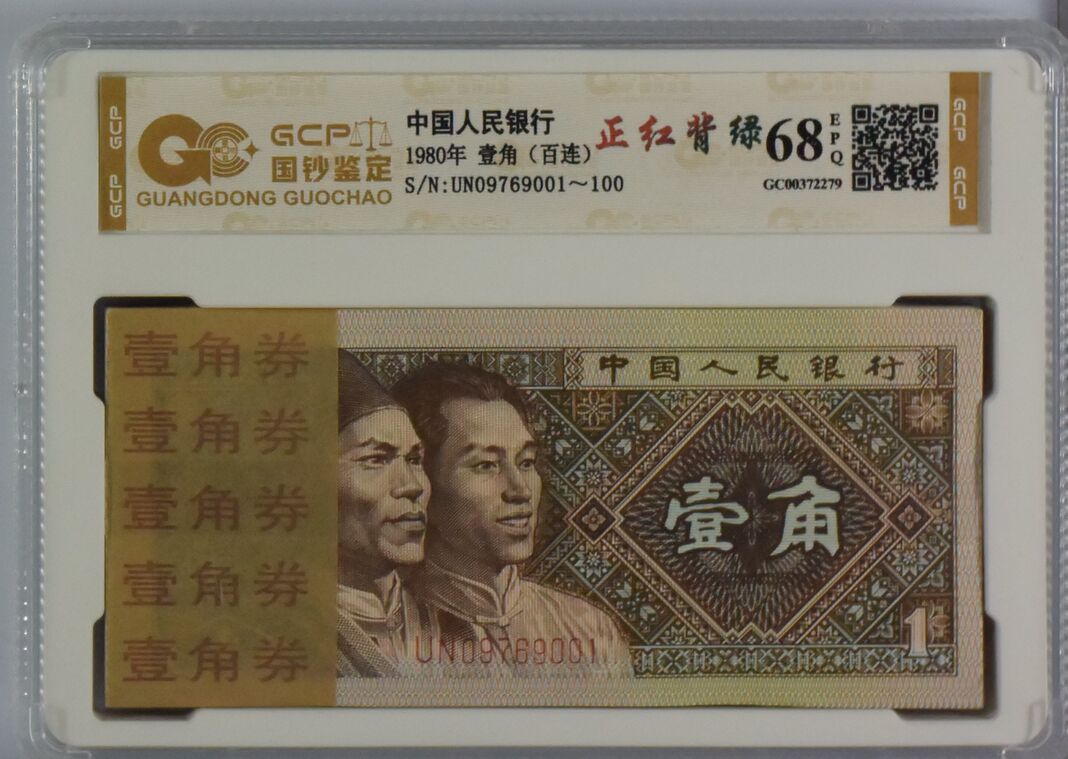 GCP
GCP
GCP
国钞鉴定
GUANGDONG GUOCHAO
中国人民银行
1980年 壹角（百连）
S/N:UN09769001～100
正红背绿
68
EPQ
GC00372279
GCP
GCP
壹角券
壹角券
壹角券
壹角券
壹角券
中国人民银行
壹角
UN09769001
1